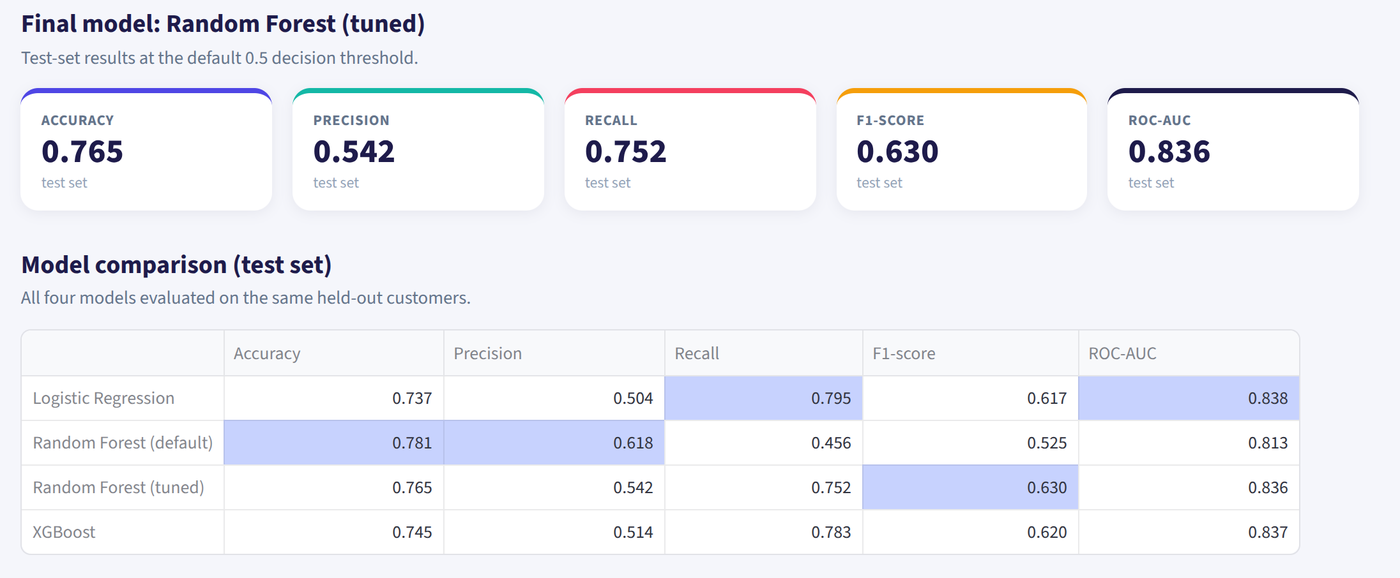 Final model: Random Forest (tuned)
Test-set results at the default 0.5 decision threshold.
ACCURACY PRECISION RECALL F1-SCORE ROC-AUC
0.765 0.542 0.752 0.630 0.836
test set test set test set test set test set
Model comparison (test set)
All four models evaluated on the same held-out customers.
Accuracy Precision Recall F1-score ROC-AUC
Logistic Regression 0.737 0.504 0.795 0.617 0.838
Random Forest (default) 0.781 0.618 0.456 0.525 0.813
Random Forest (tuned) 0.765 0.542 0.752 0.630 0.836
XGBoost 0.745 0.514 0.783 0.620 0.837